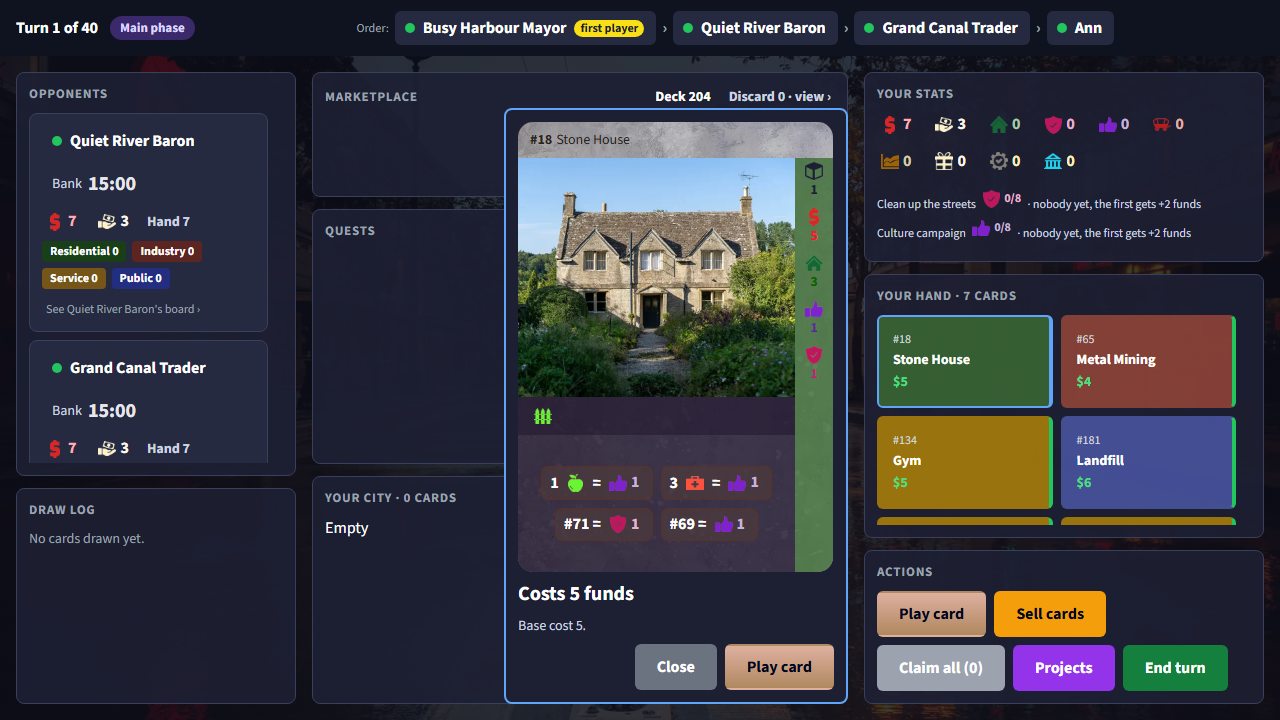 Turn 1 of 40
Main phase
Order:
Busy Harbour Mayor
first player
›
Quiet River Baron
›
Grand Canal Trader
›
Ann
OPPONENTS
Quiet River Baron
Bank 15:00
7
3
Hand 7
Residential 0
Industry 0
Service 0
Public 0
See Quiet River Baron's board ›
Grand Canal Trader
Bank 15:00
7
3
Hand 7
DRAW LOG
No cards drawn yet.
MARKETPLACE
Deck 204
Discard 0 · view ›
QUESTS
YOUR CITY · 0 CARDS
Empty
#18 Stone House
1
5
3
1
1
1 = 1
3 = 1
#71 = 1
#69 = 1
Costs 5 funds
Base cost 5.
Close
Play card
YOUR STATS
7
3
0
0
0
0
0
0
0
0
Clean up the streets 0/8 · nobody yet, the first gets +2 funds
Culture campaign 0/8 · nobody yet, the first gets +2 funds
YOUR HAND · 7 CARDS
#18
Stone House
$5
#65
Metal Mining
$4
#134
Gym
$5
#181
Landfill
$6
ACTIONS
Play card
Sell cards
Claim all (0)
Projects
End turn